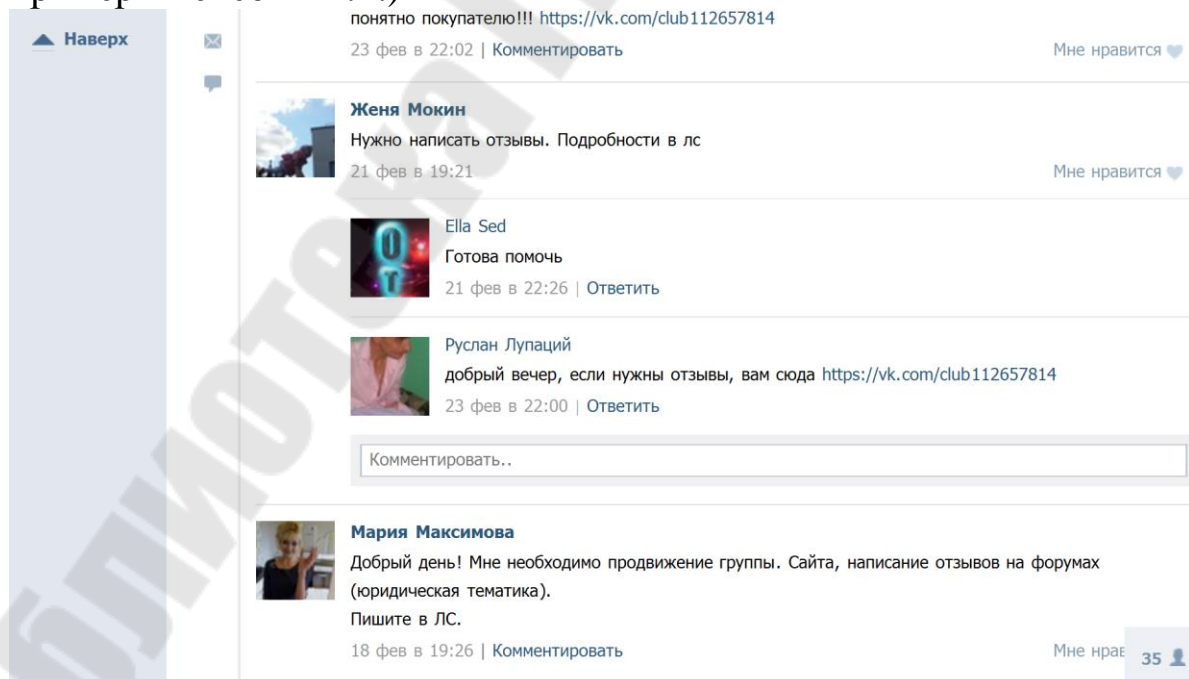 понятно покупателю!!! https://vk.com/club112657814
Наверх
23 фев в 22:02 | Комментировать
Мне нравится
Женя Мокин
Нужно написать отзывы. Подробности в лс
21 фев в 19:21
Мне нравится
Ella Sed
Готова помочь
21 фев в 22:26 | Ответить
Руслан Лупаций
добрый вечер, если нужны отзывы, вам сюда https://vk.com/club112657814
23 фев в 22:00 | Ответить
Комментировать..
Мария Максимова
Добрый день! Мне необходимо продвижение группы. Сайта, написание отзывов на форумах
(юридическая тематика).
Пишите в ЛС.
18 фев в 19:26 | Комментировать
Мне нрав
35